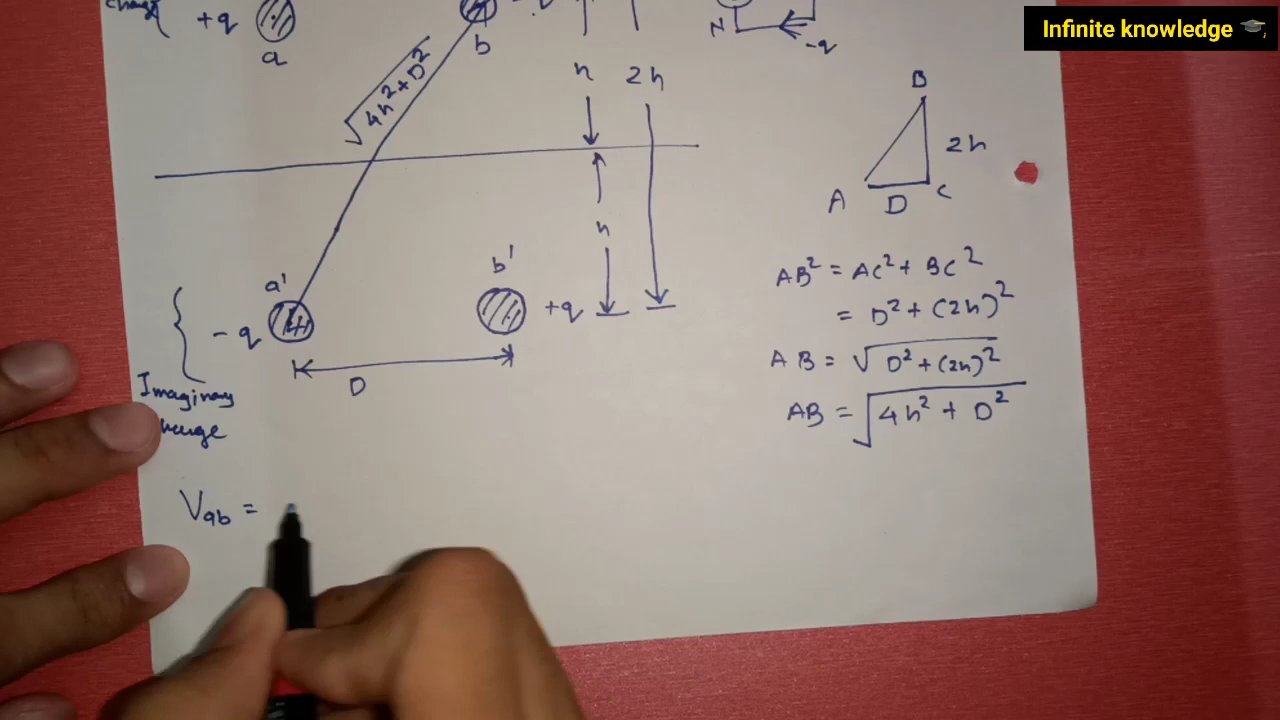 Infinite knowledge 🎓
+q
a
b
N
-q
√4h²+D²
h
2h
B
2h
A
D
C
h
a'
b'
- q
+q
D
Imaginary
AB² = AC² + BC²
= D² + (2h)²
AB = √D² + (2h)²
AB = √4h² + D²
Vab =